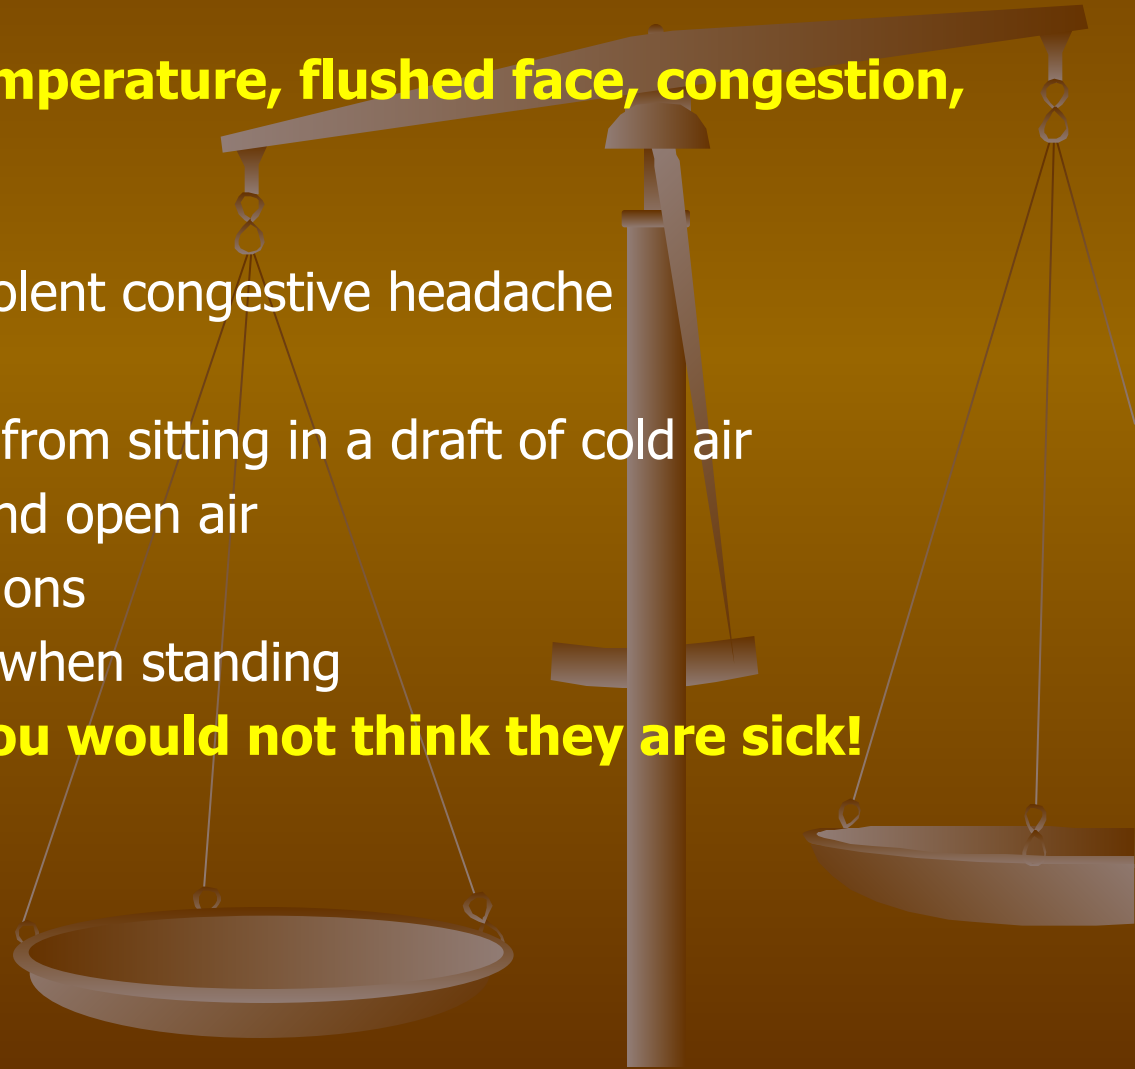 mperature, flushed face, congestion,
olent congestive headache
from sitting in a draft of cold air
nd open air
ons
when standing
ou would not think they are sick!